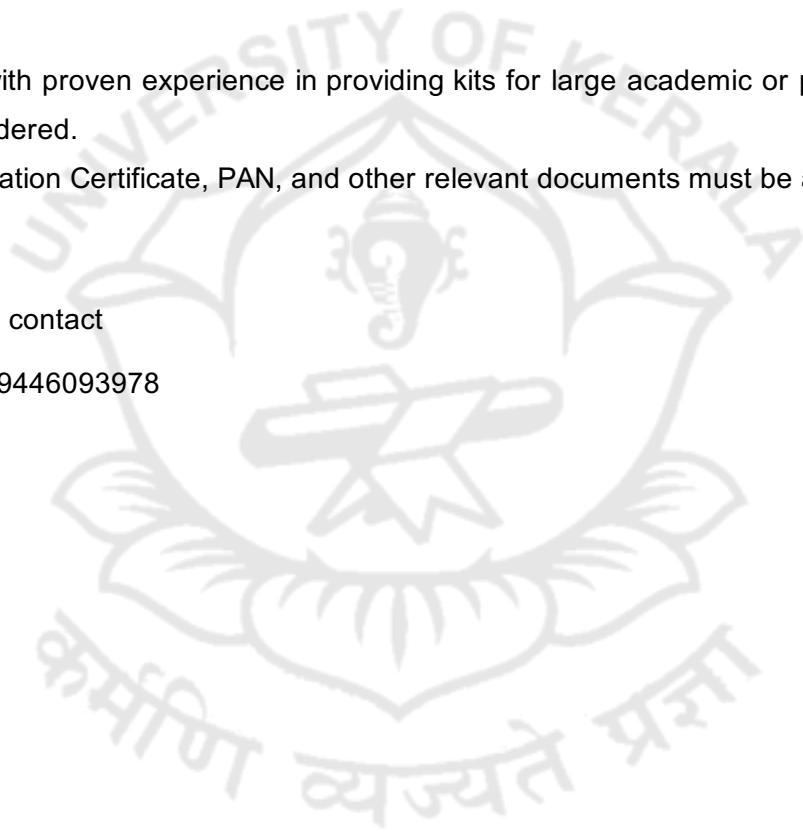 UNIVERSITY OF KERALA
ith proven experience in providing kits for large academic or p
dered.
ation Certificate, PAN, and other relevant documents must be a
contact
9446093978
कर्मणि व्यज्यते प्रज्ञा